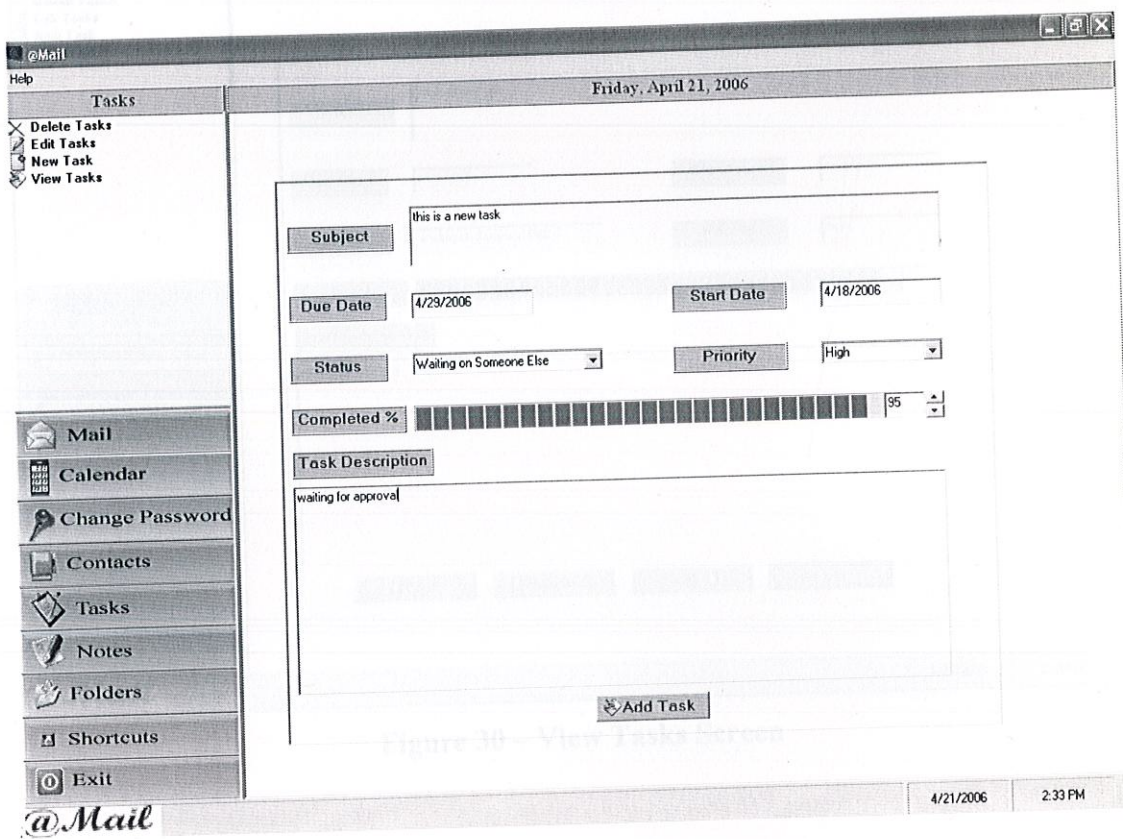 @Mail
Help
Tasks
Friday, April 21, 2006
Delete Tasks
Edit Tasks
New Task
View Tasks
Subject
this is a new task
Due Date
4/29/2006
Start Date
4/18/2006
Status
Waiting on Someone Else
Priority
High
Completed %
95
Task Description
waiting for approval
Mail
Calendar
Change Password
Contacts
Tasks
Notes
Folders
Shortcuts
Exit
Add Task
Figure 30 – View Tasks Screen
4/21/2006
2:33 PM
@Mail